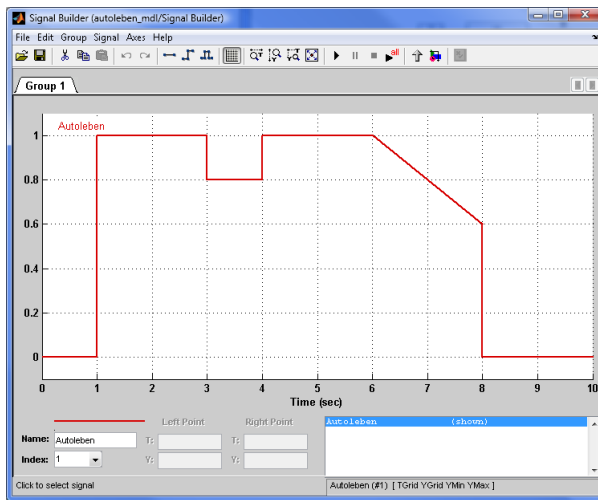 Signal Builder (autoleben_mdl/Signal Builder)
File Edit Group Signal Axes Help
all
Group 1
Autoleben
1
0.8
0.6
0.4
0.2
0
0 1 2 3 4 5 6 7 8 9 10
Time (sec)
Left Point Right Point
Name: Autoleben T: T:
Index: 1 Y: Y:
Autoleben (shown)
Click to select signal
Autoleben (#1) [ TGrid YGrid YMin YMax ]